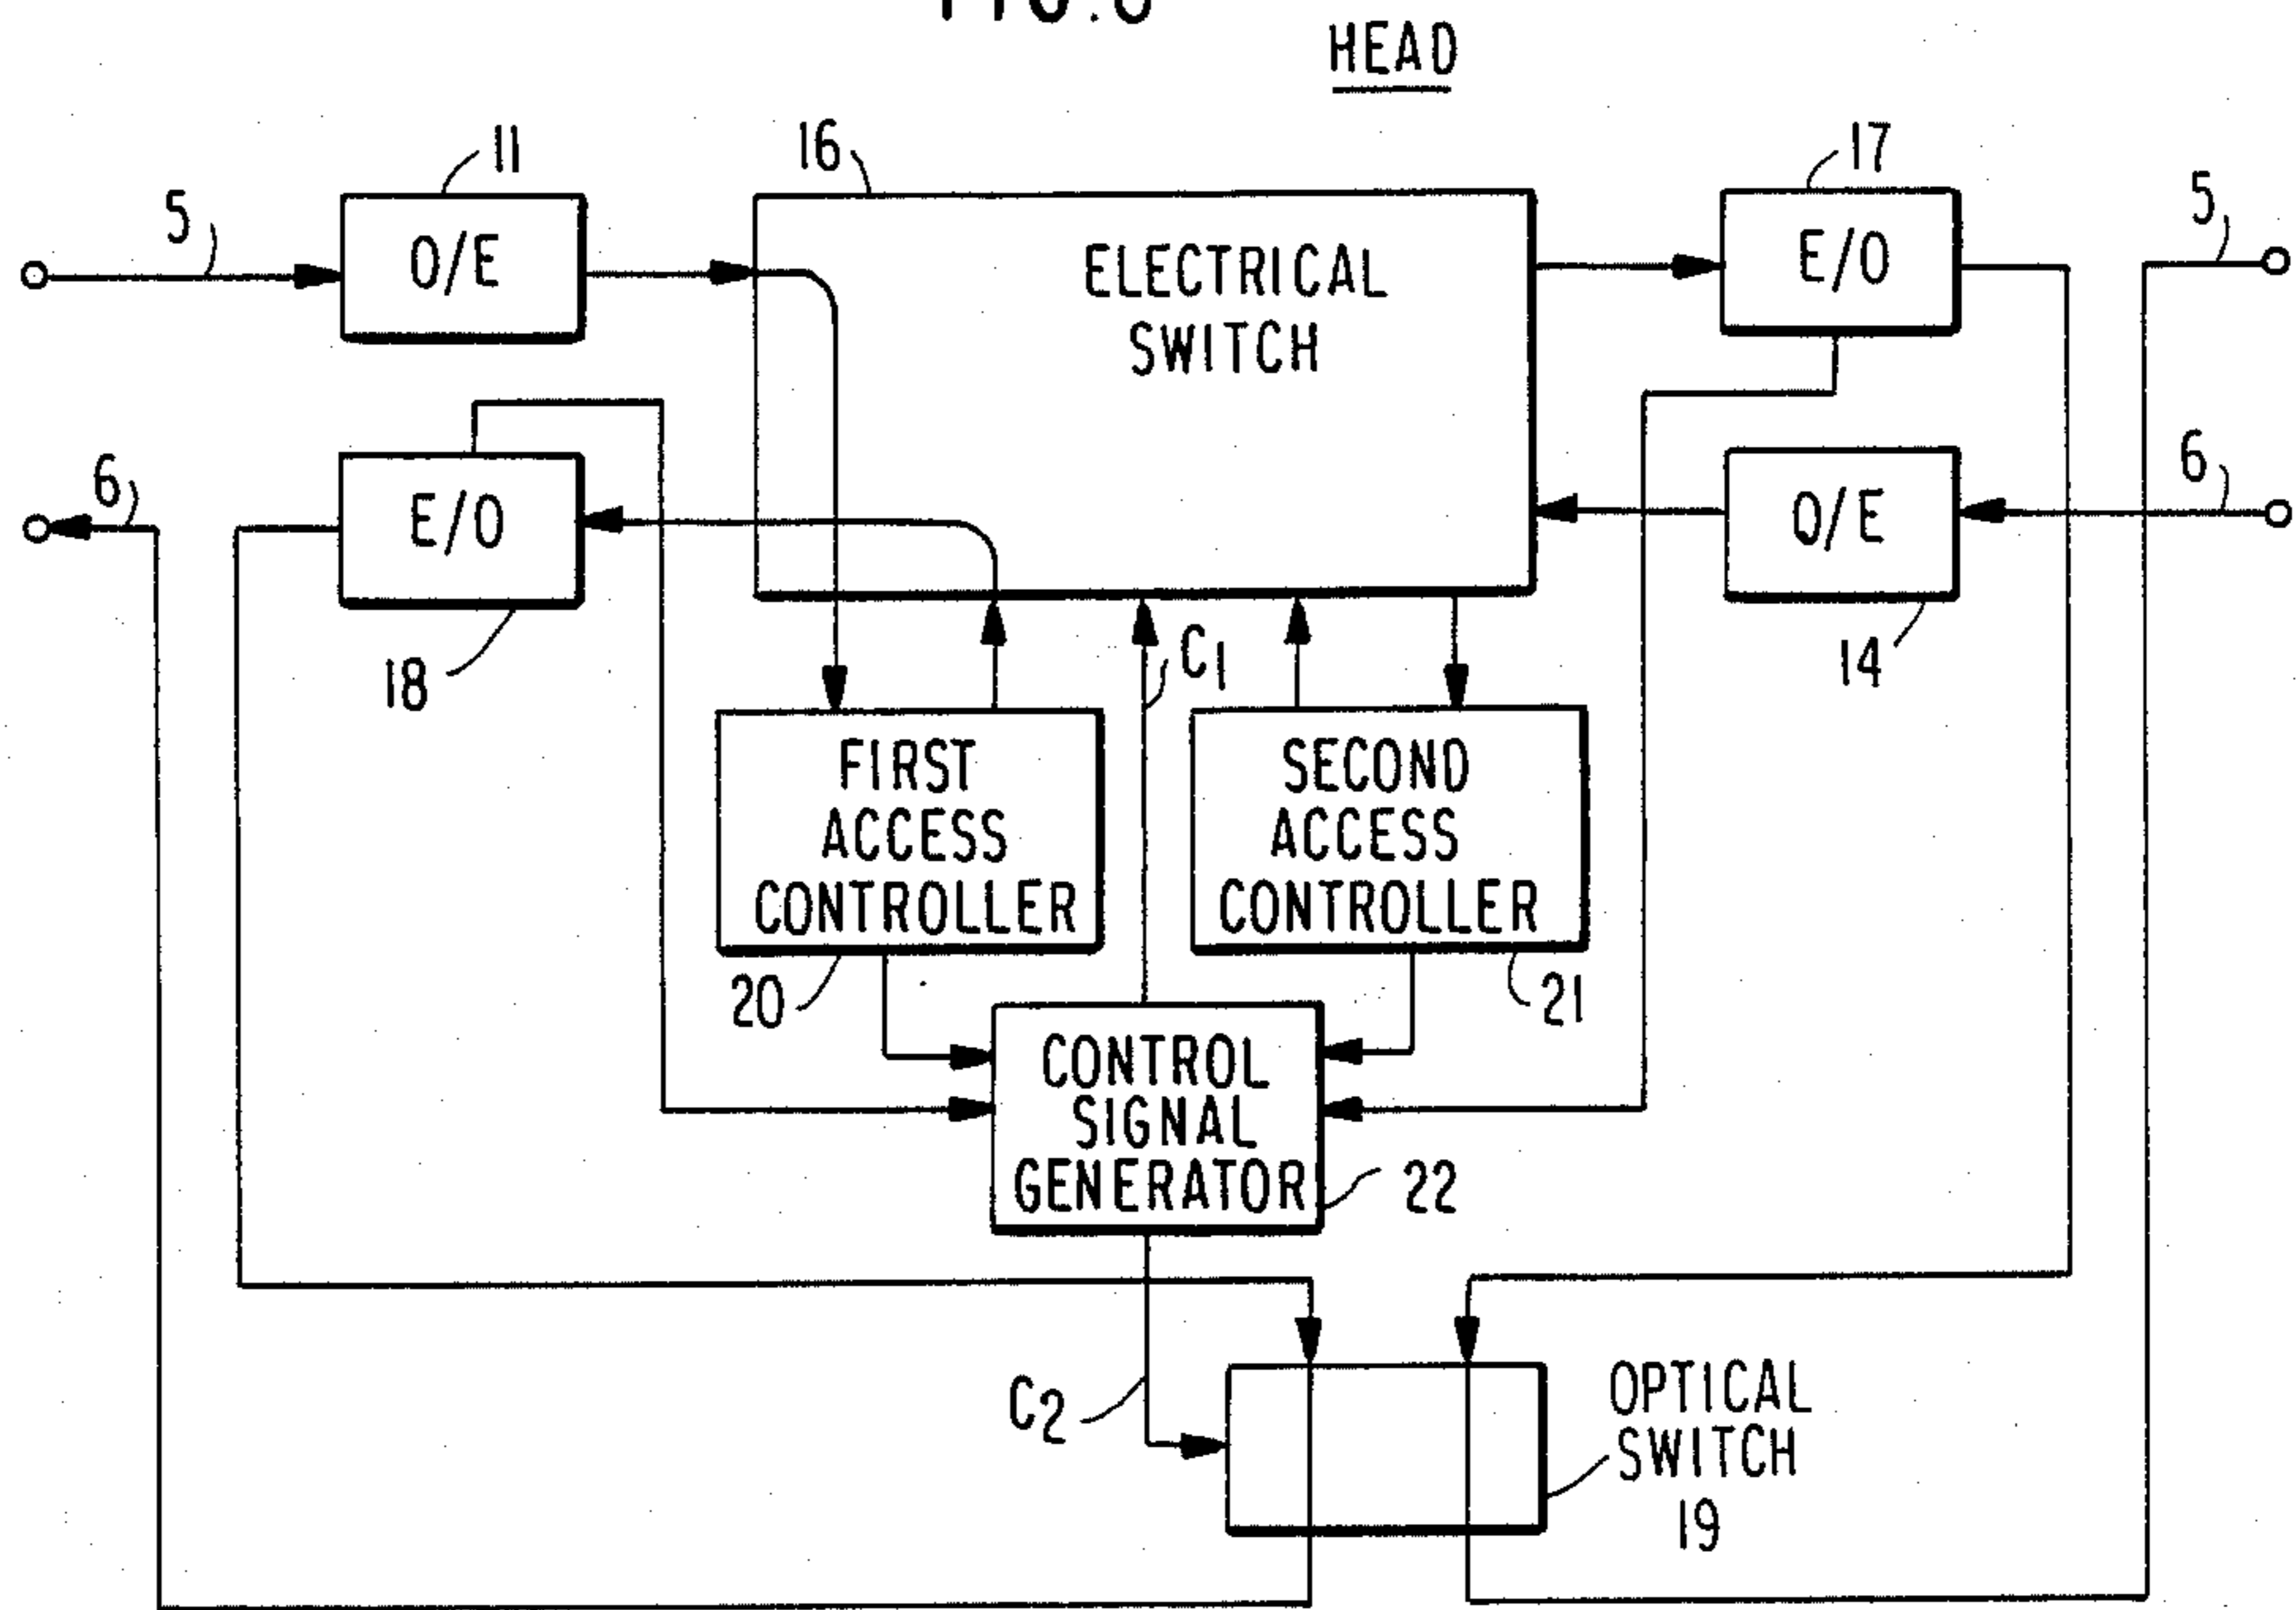 HEAD
11
16
17
5
5
O/E
ELECTRICAL
SWITCH
E/O
6
E/O
O/E
6
18
C1
14
FIRST
ACCESS
CONTROLLER
SECOND
ACCESS
CONTROLLER
20
21
CONTROL
SIGNAL
GENERATOR
22
C2
OPTICAL
SWITCH
19